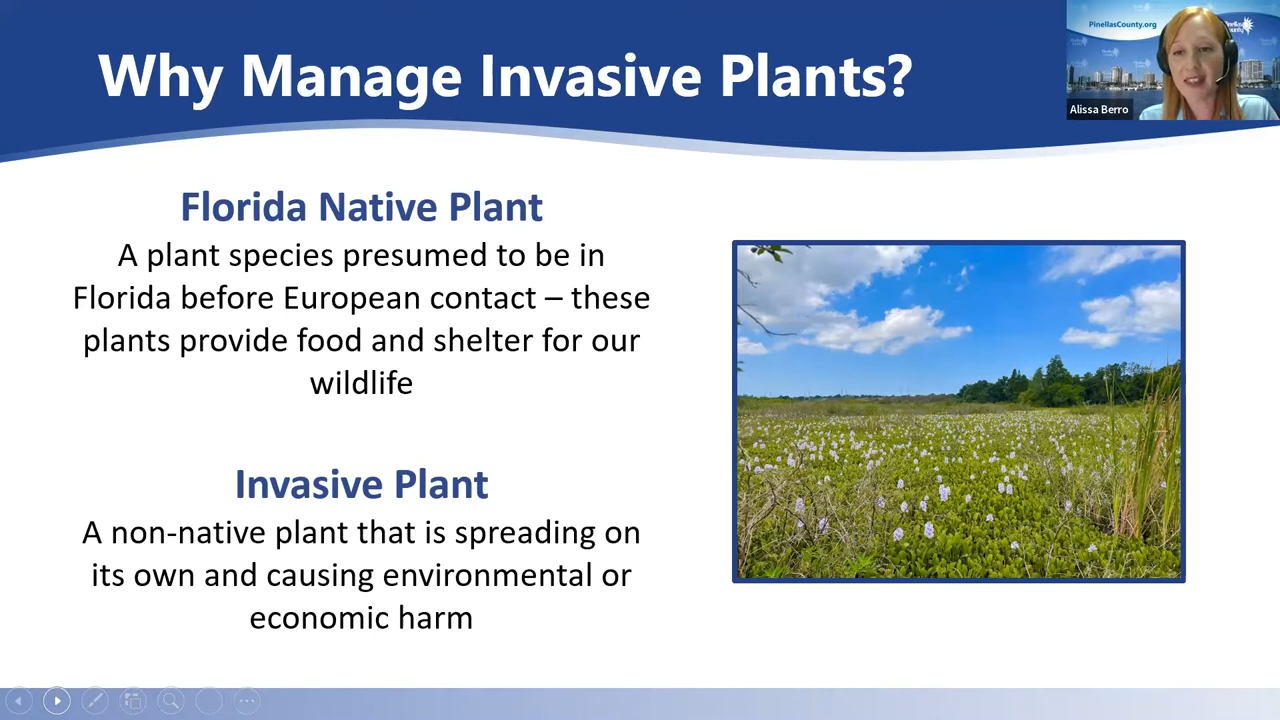 Why Manage Invasive Plants?
PinellasCounty.org
Pinellas
County
Alissa Berro
Florida Native Plant
A plant species presumed to be in
Florida before European contact – these
plants provide food and shelter for our
wildlife
Invasive Plant
A non-native plant that is spreading on
its own and causing environmental or
economic harm